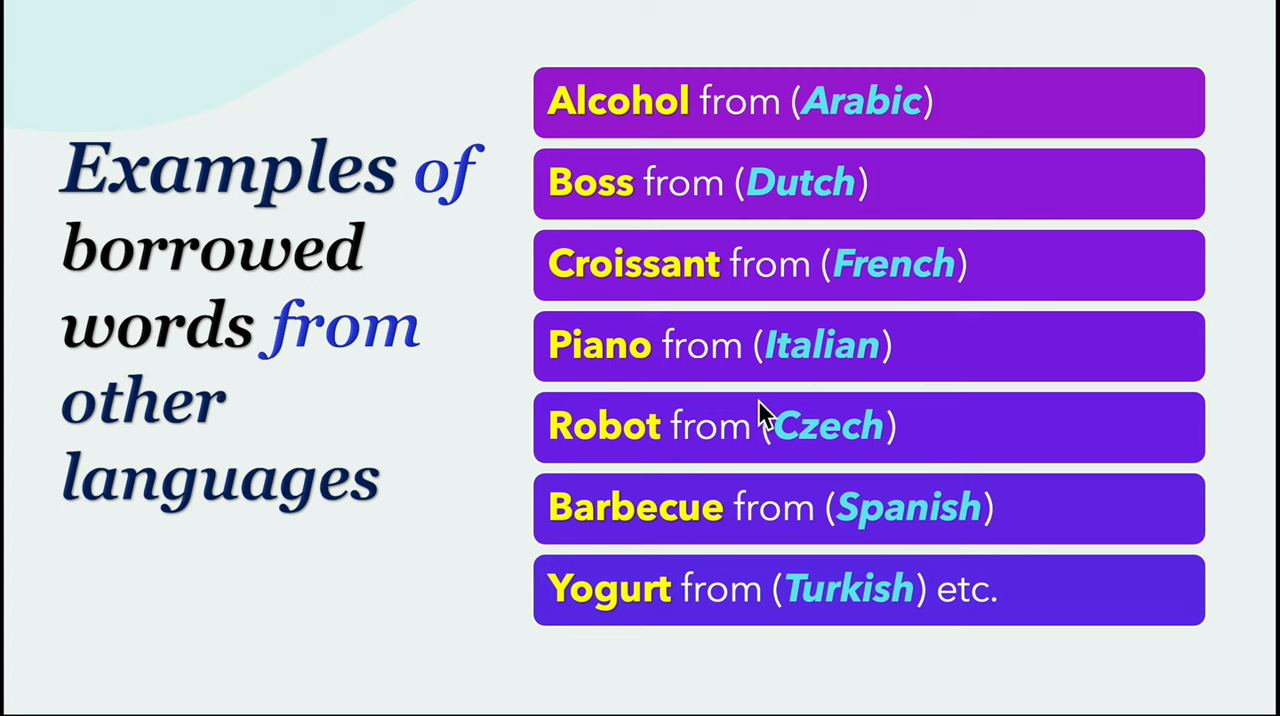 Examples of
borrowed
words from
other
languages
Alcohol from (Arabic)
Boss from (Dutch)
Croissant from (French)
Piano from (Italian)
Robot from (Czech)
Barbecue from (Spanish)
Yogurt from (Turkish) etc.